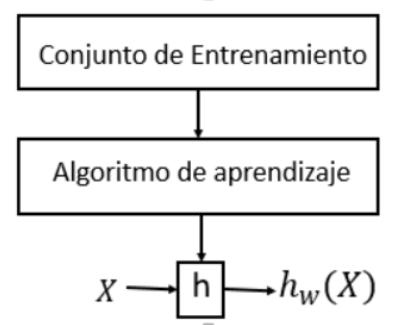 Conjunto de Entrenamiento
Algoritmo de aprendizaje
X h h_w(X)